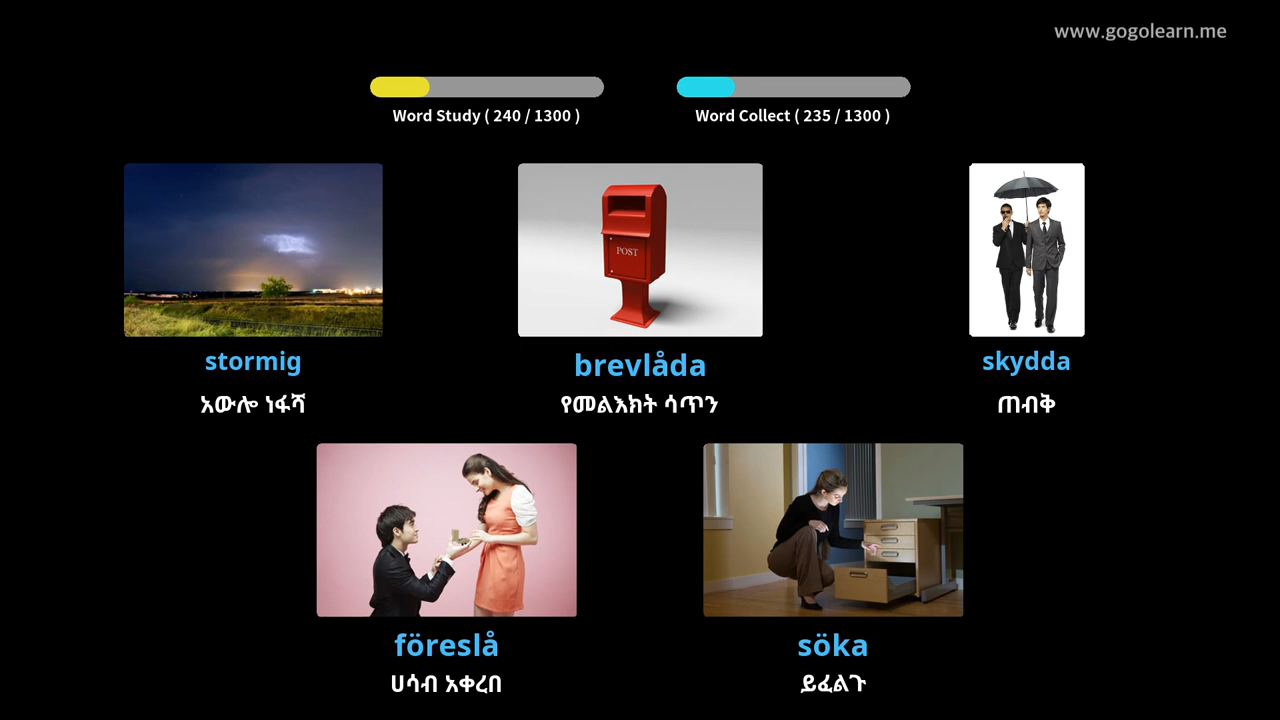 www.gogolearn.me
Word Study ( 240 / 1300 )
Word Collect ( 235 / 1300 )
POST
stormig
brevlåda
skydda
አውሎ ነፋሻ
የመልእክት ሳጥን
ጠብቅ
föreslå
söka
ሀሳብ አቀረበ
ይፈልጉ